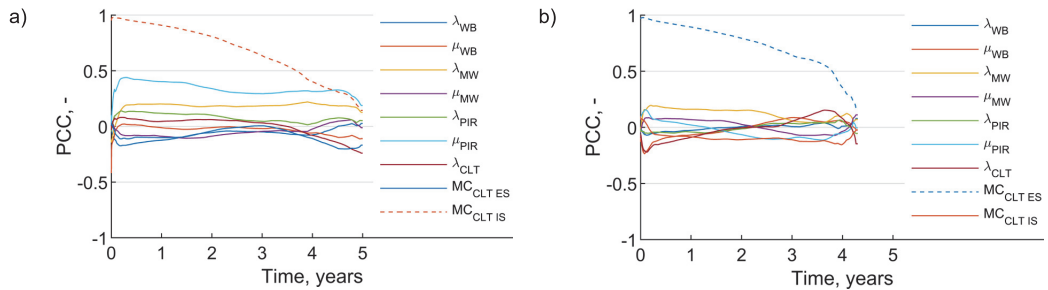 a)
1
0.5
0
-0.5
-1
PCC, -
0 1 2 3 4 5
Time, years
λWB
μWB
λMW
μMW
λPIR
μPIR
λCLT
MCCLT ES
MCCLT IS
b)
1
0.5
0
-0.5
-1
PCC, -
0 1 2 3 4 5
Time, years
λWB
μWB
λMW
μMW
λPIR
μPIR
λCLT
MCCLT ES
MCCLT IS